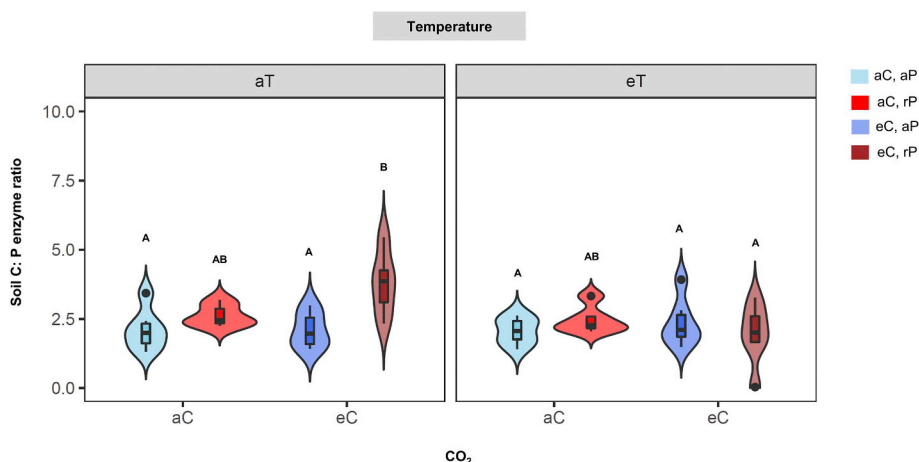 Temperature
aT
eT
aC, aP
aC, rP
eC, aP
eC, rP
Soil C: P enzyme ratio
10.0
7.5
5.0
2.5
0.0
A
AB
A
B
A
AB
A
A
aC
eC
aC
eC
CO2